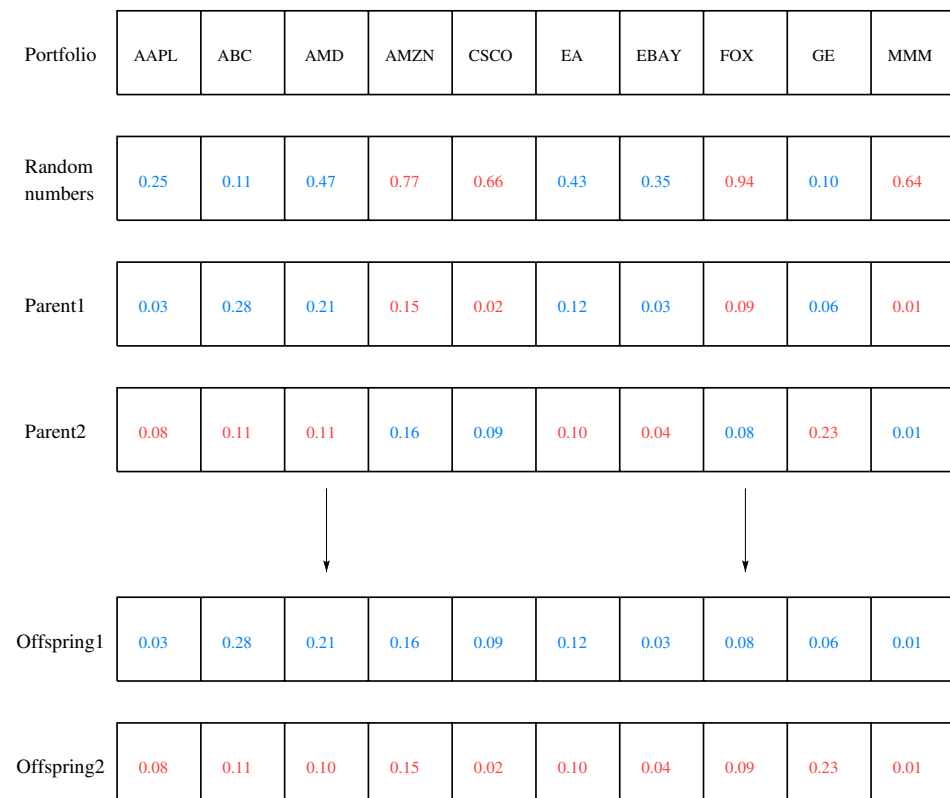 Portfolio AAPL ABC AMD AMZN CSCO EA EBAY FOX GE MMM
Random
numbers
0.25 0.11 0.47 0.77 0.66 0.43 0.35 0.94 0.10 0.64
Parent1 0.03 0.28 0.21 0.15 0.02 0.12 0.03 0.09 0.06 0.01
Parent2 0.08 0.11 0.11 0.16 0.09 0.10 0.04 0.08 0.23 0.01
Offspring1 0.03 0.28 0.21 0.16 0.09 0.12 0.03 0.08 0.06 0.01
Offspring2 0.08 0.11 0.10 0.15 0.02 0.10 0.04 0.09 0.23 0.01